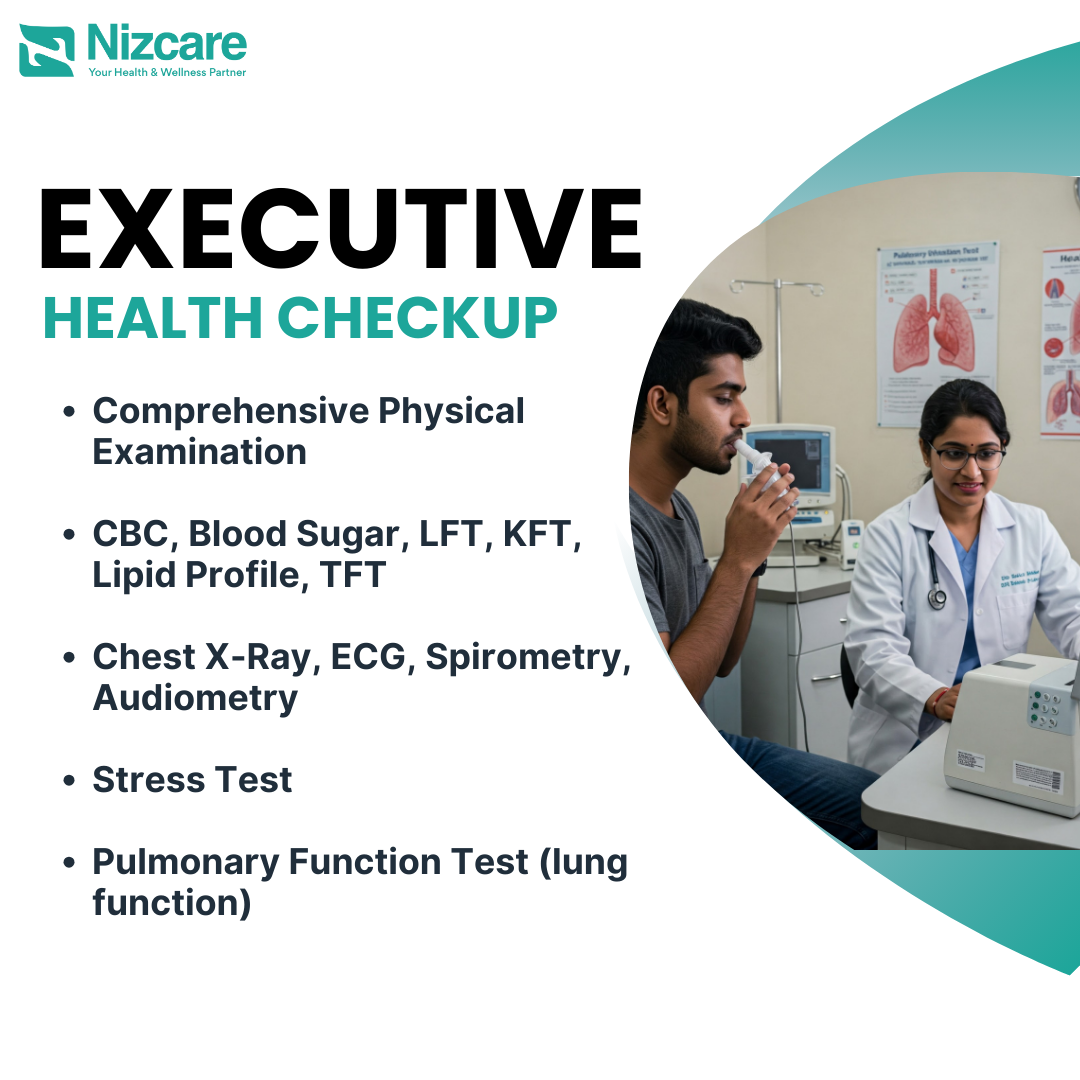 Nizcare
Your Health & Wellness Partner
EXECUTIVE
HEALTH CHECKUP
• Comprehensive Physical
Examination
• CBC, Blood Sugar, LFT, KFT,
Lipid Profile, TFT
• Chest X-Ray, ECG, Spirometry,
Audiometry
• Stress Test
• Pulmonary Function Test (lung
function)